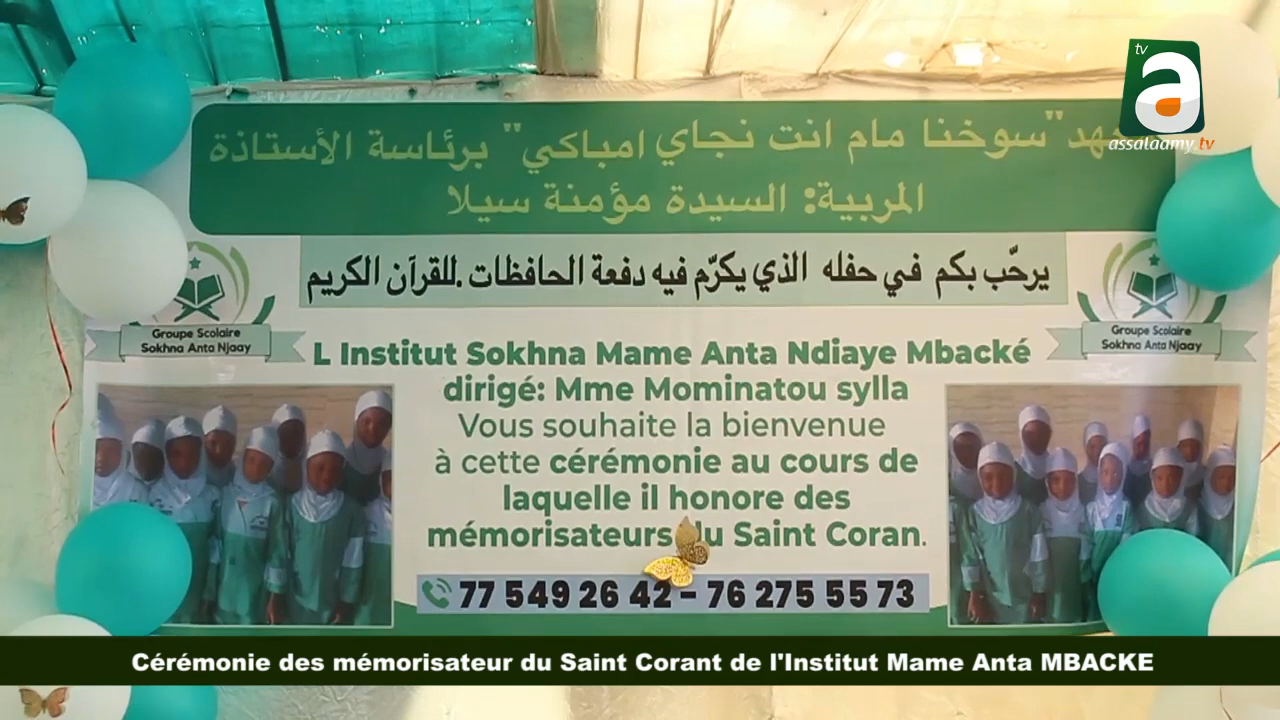 tv
assalaamy.tv
"سوخنا مام انت نجاي امباكي" برئاسة الأستاذة
المربية: السيدة مؤمنة سيلا
يرحّب بكم في حفله الذي يكرّم فيه دفعة الحافظات .للقرآن الكريم
Groupe Scolaire
Sokhna Anta Njaay
Groupe Scolaire
Sokhna Anta Njaay
L Institut Sokhna Mame Anta Ndiaye Mbacké
dirigé: Mme Mominatou sylla
Vous souhaite la bienvenue
à cette cérémonie au cours de
laquelle il honore des
mémorisateurs du Saint Coran.
77 549 26 42 - 76 275 55 73
Cérémonie des mémorisateur du Saint Corant de l'Institut Mame Anta MBACKE